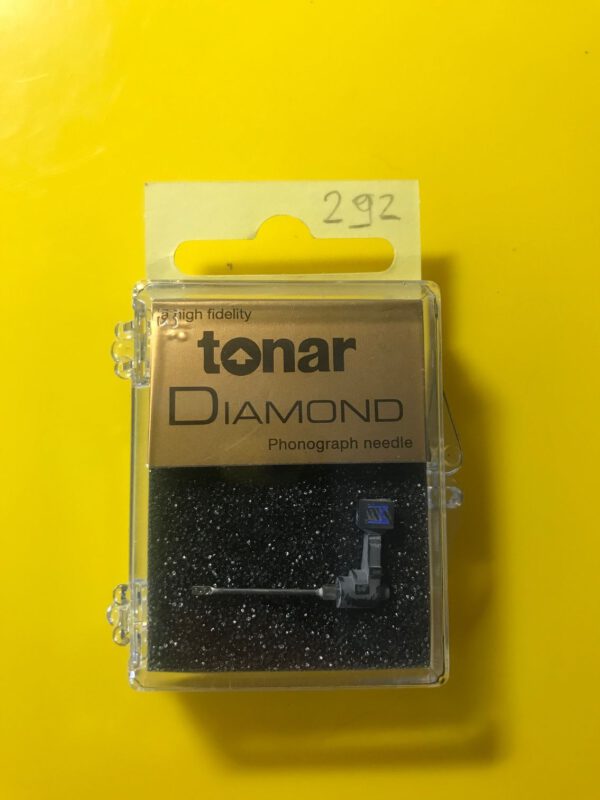 292
a high fidelity
tonar
DIAMOND
Phonograph needle